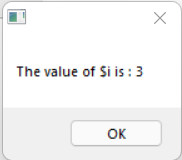 The value of $i is : 3
OK